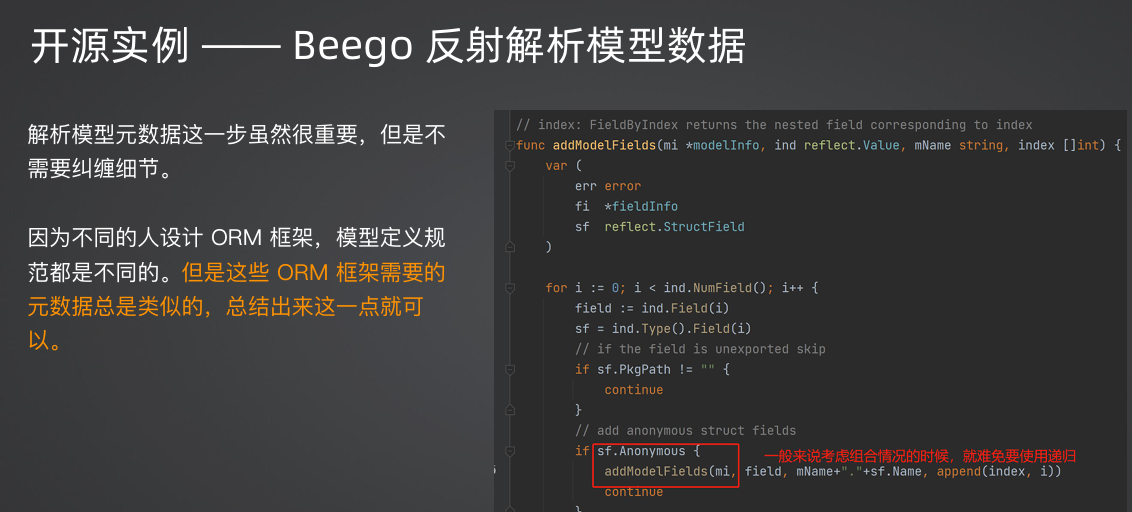 开源实例 —— Beego 反射解析模型数据
解析模型元数据这一步虽然很重要，但是不
需要纠缠细节。
因为不同的人设计 ORM 框架，模型定义规
范都是不同的。但是这些 ORM 框架需要的
元数据总是类似的，总结出来这一点就可
以。
// index: FieldByIndex returns the nested field corresponding to index
func addModelFields(mi *modelInfo, ind reflect.Value, mName string, index []int) {
var (
err error
fi  *fieldInfo
sf  reflect.StructField
)
for i := 0; i < ind.NumField(); i++ {
field := ind.Field(i)
sf = ind.Type().Field(i)
// if the field is unexported skip
if sf.PkgPath != "" {
continue
}
// add anonymous struct fields
if sf.Anonymous {
一般来说考虑组合情况的时候，就难免要使用递归
addModelFields(mi, field, mName+"."+sf.Name, append(index, i))
continue
}